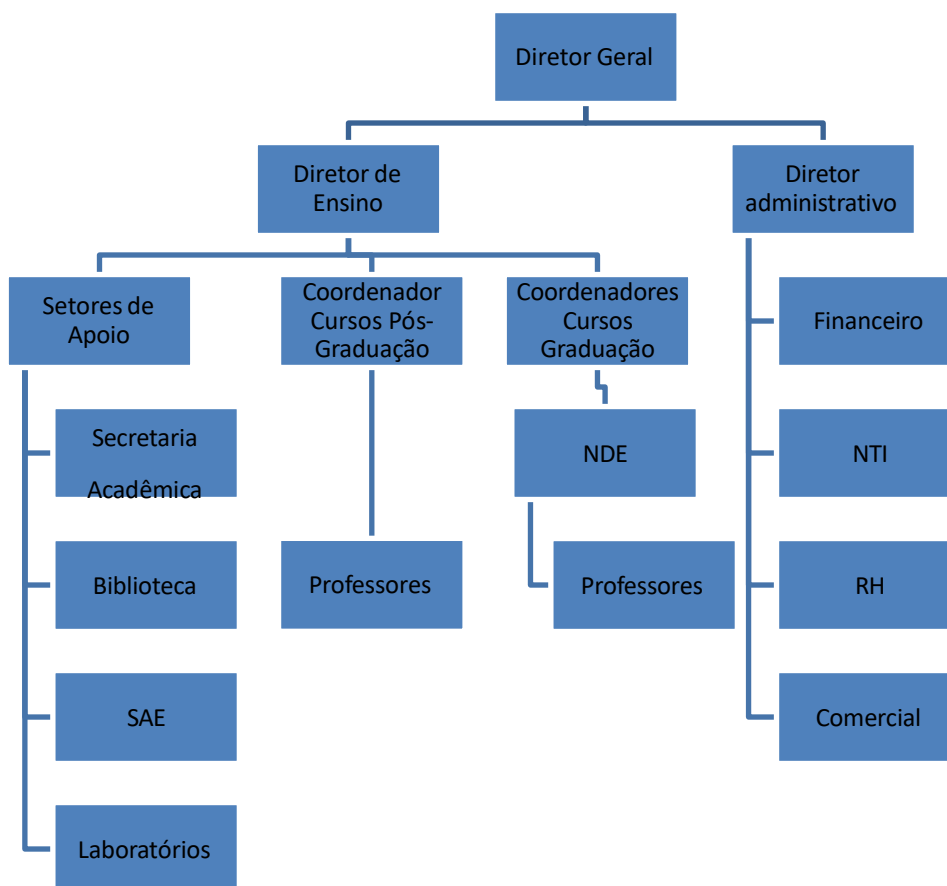 Diretor Geral
Diretor de
Ensino
Diretor
administrativo
Setores de
Apoio
Coordenador
Cursos Pós-
Graduação
Coordenadores
Cursos
Graduação
Financeiro
Secretaria
Acadêmica
NDE
NTI
Biblioteca
Professores
Professores
RH
SAE
Comercial
Laboratórios